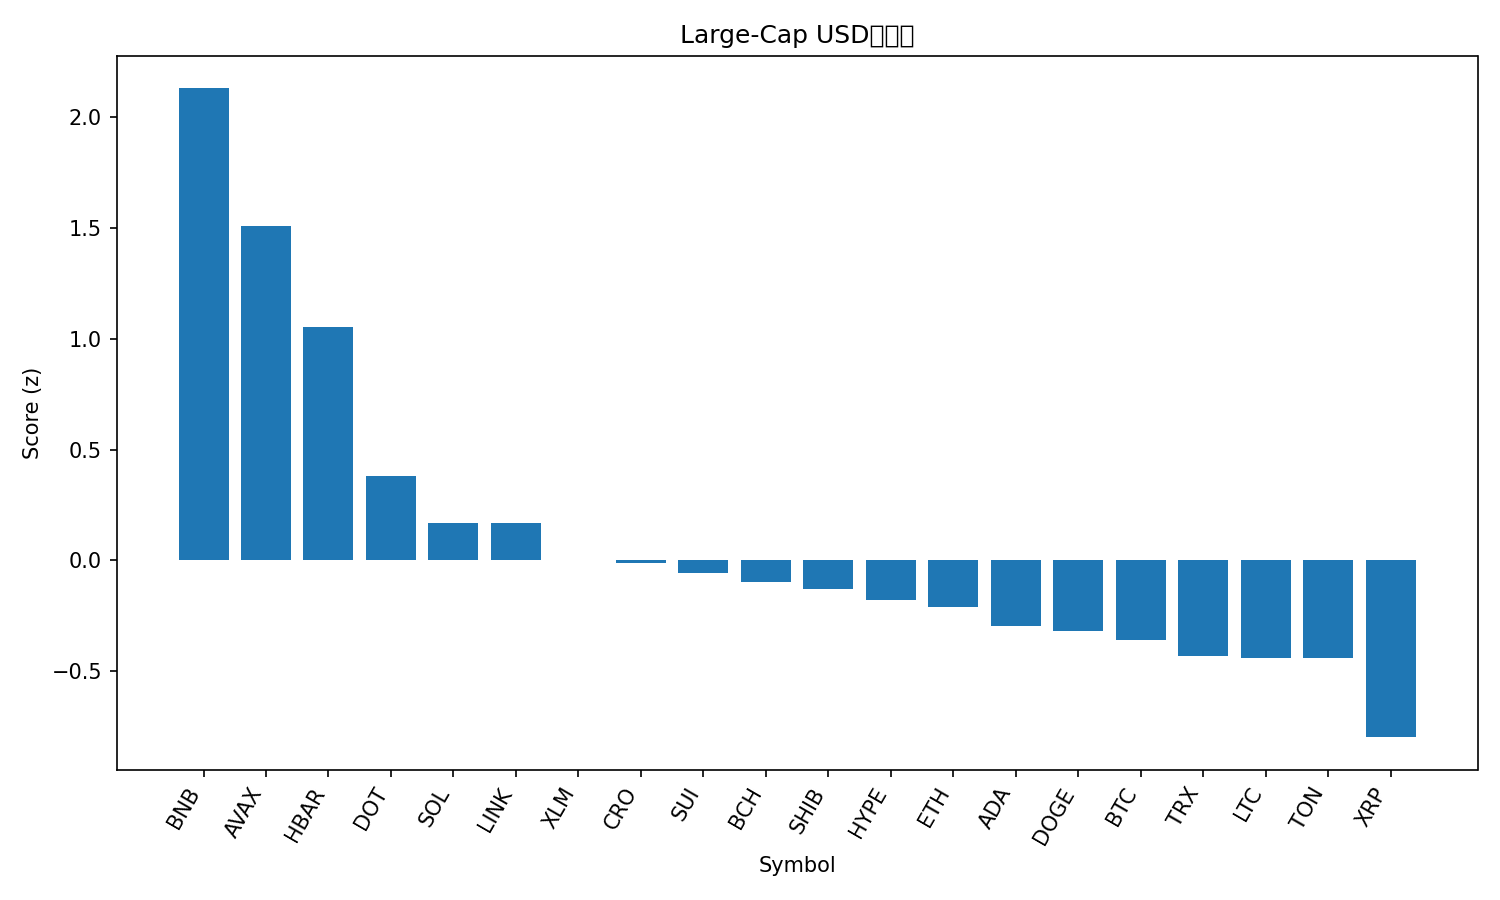 Large-Cap USD
Score (z)
2.0
1.5
1.0
0.5
0.0
−0.5
BNB
AVAX
HBAR
DOT
SOL
LINK
XLM
CRO
SUI
BCH
SHIB
HYPE
ETH
ADA
DOGE
BTC
TRX
LTC
TON
XRP
Symbol